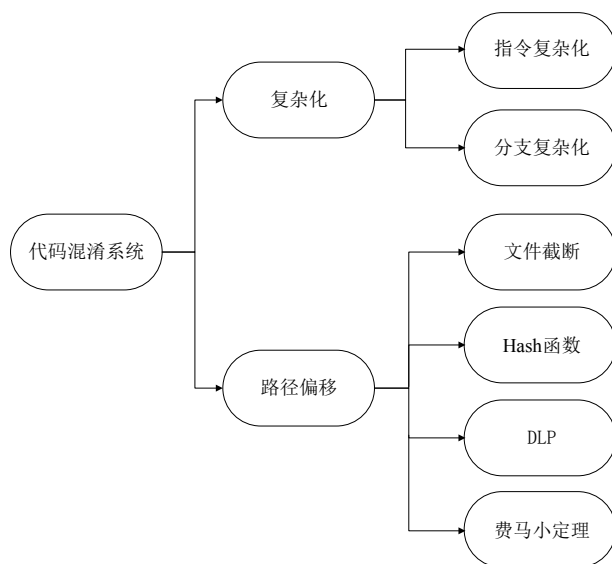 指令复杂化
复杂化
分支复杂化
代码混淆系统
文件截断
Hash函数
路径偏移
DLP
费马小定理